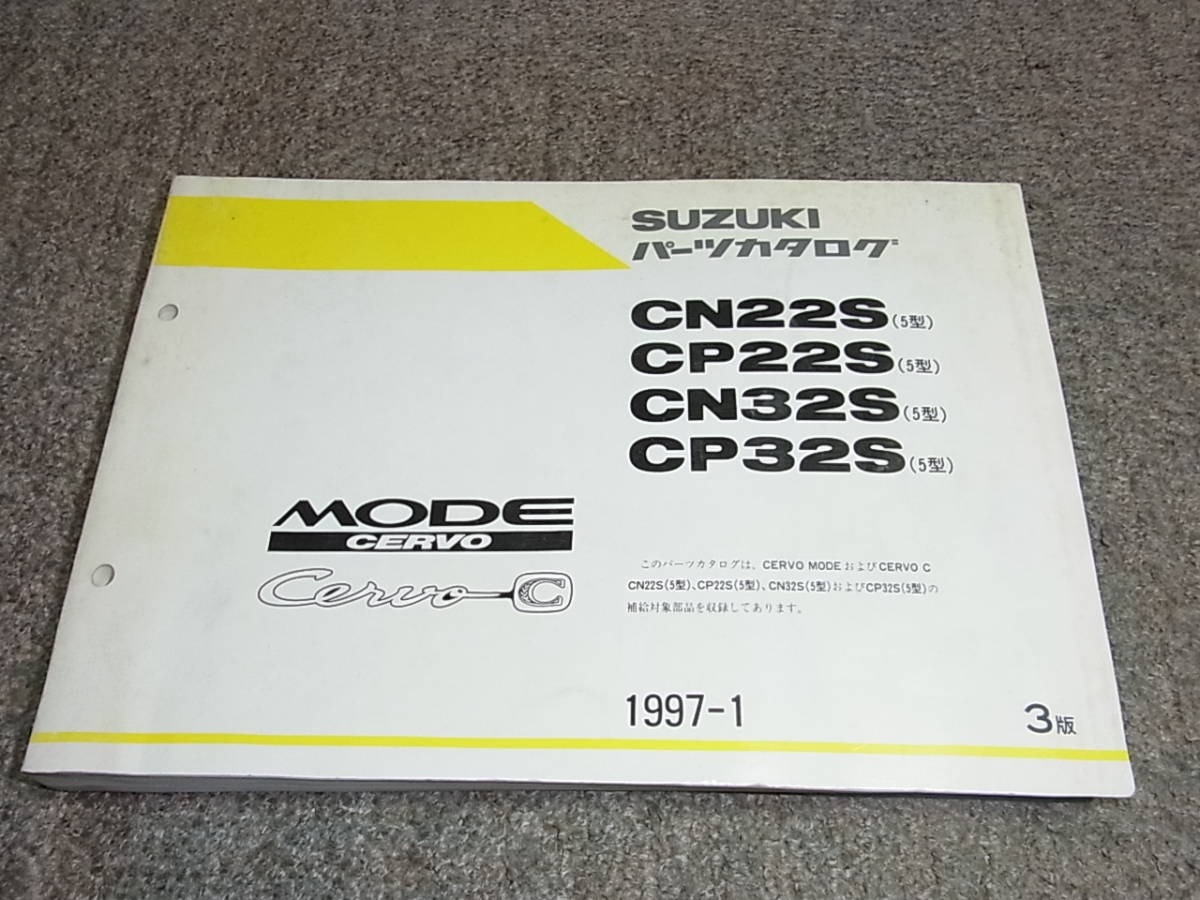 SUZUKI
パーツカタログ
CN22S(5型)
CP22S(5型)
CN32S(5型)
CP32S(5型)
MODE
CERVO
Cervo C
このパーツカタログは、CERVO MODEおよびCERVO C
CN22S(5型)、CP22S(5型)、CN32S(5型)およびCP32S(5型)の
補給対象部品を収録してあります。
1997-1
3版